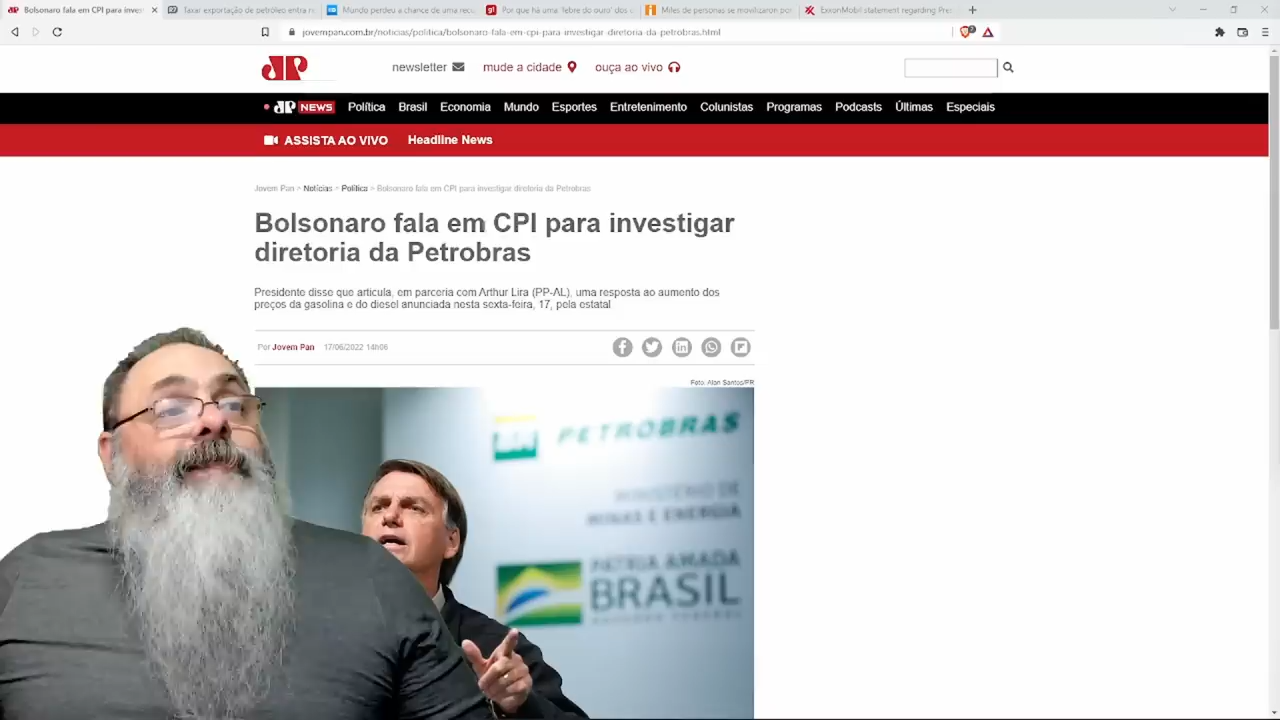 Bolsonaro fala em CPI para inves
Taxar exportação de petróleo entra n
Mundo perdeu a chance de uma recu
Por que há uma 'febre do ouro' dos
Miles de personas se movilizaron por
ExxonMobil statement regarding Pre
jovempan.com.br/noticias/politica/bolsonaro-fala-em-cpi-para-investigar-diretoria-da-petrobras.html
JP
newsletter
mude a cidade
ouça ao vivo
JP NEWS
Política
Brasil
Economia
Mundo
Esportes
Entretenimento
Colunistas
Programas
Podcasts
Últimas
Especiais
ASSISTA AO VIVO
Headline News
Jovem Pan > Notícias > Política > Bolsonaro fala em CPI para investigar diretoria da Petrobras
Bolsonaro fala em CPI para investigar
diretoria da Petrobras
Presidente disse que articula, em parceria com Arthur Lira (PP-AL), uma resposta ao aumento dos
preços da gasolina e do diesel anunciada nesta sexta-feira, 17, pela estatal
Por Jovem Pan 17/06/2022 14h06
Foto: Alan Santos/PR
PETROBRAS
MINISTÉRIO DE
MINAS E ENERGIA
PÁTRIA AMADA
BRASIL
GOVERNO FEDERAL